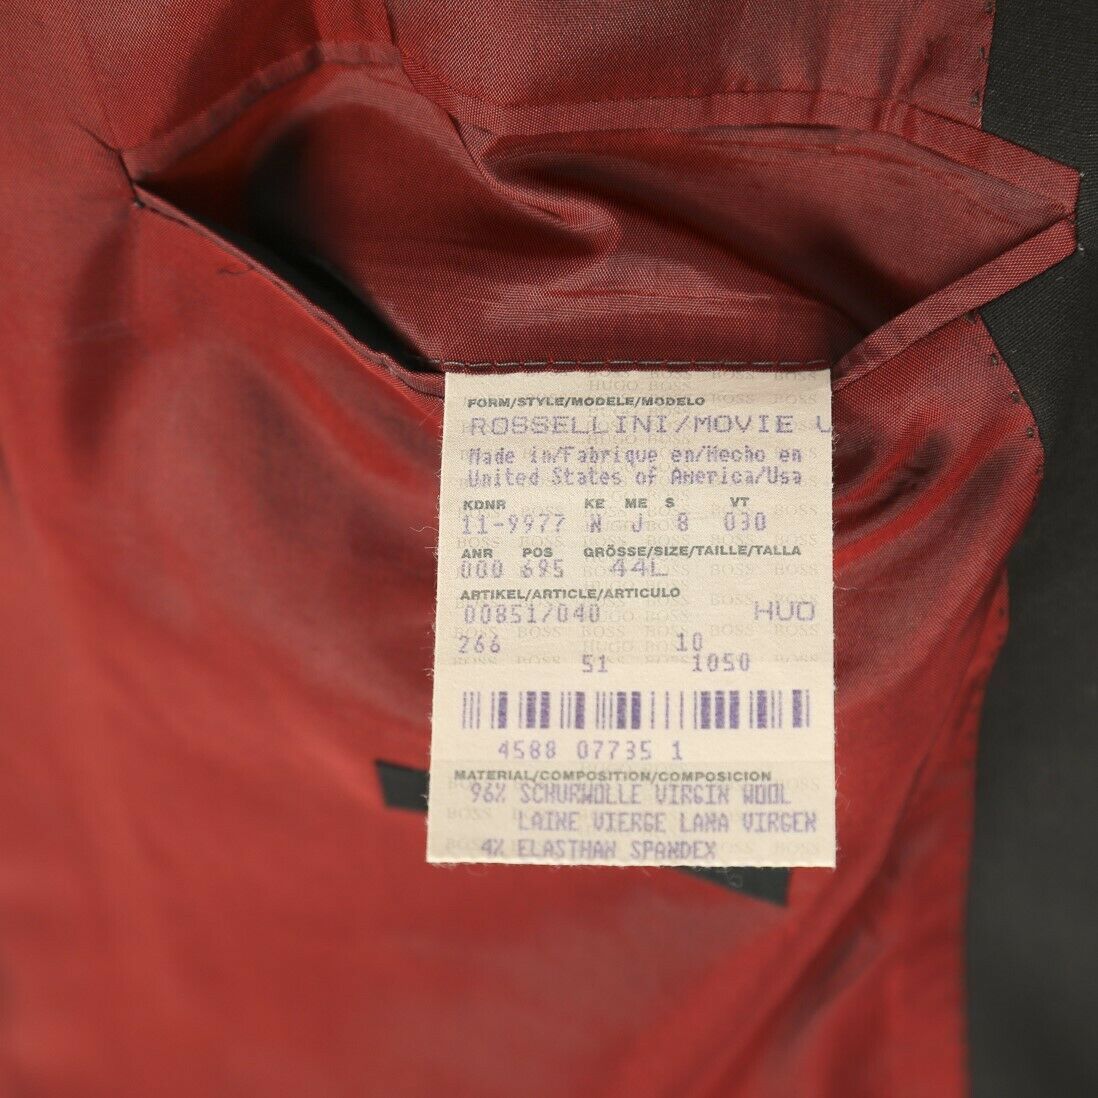 HUGO BOSS
FORM/STYLE/MODELE/MODELO
ROSSELLINI/MOVIE
Made in/Fabrique en/Hecho en
United States of America/Usa
KDNR KE ME S VT
11-9977 N J 8 030
ANR POS GRÖSSE/SIZE/TAILLE/TALLA
000 695 44L
ARTIKEL/ARTICLE/ARTICULO
00851/040 HUO
266 10
51 1050
4588 07735 1
MATERIAL/COMPOSITION/COMPOSICION
96% SCHURWOLLE VIRGIN WOOL
LAINE VIERGE LANA VIRGEN
4% ELASTHAN SPANDEX